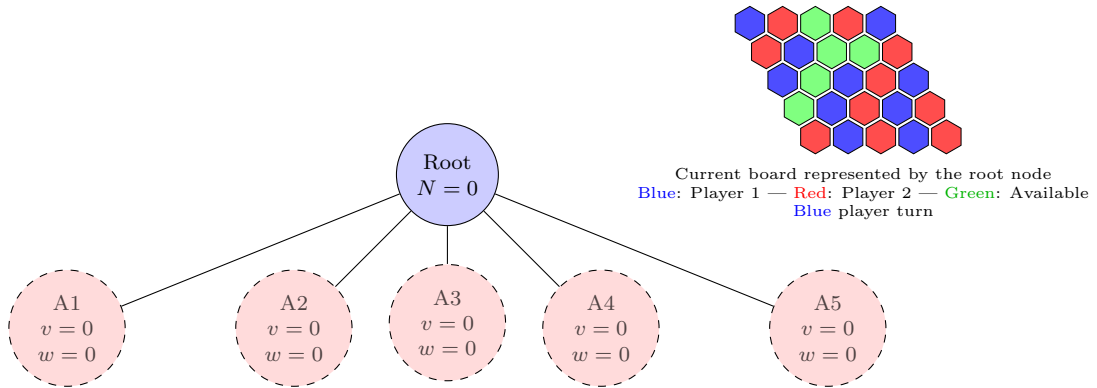 Current board represented by the root node
Blue: Player 1 — Red: Player 2 — Green: Available
Blue player turn
Root
N = 0
A1
v = 0
w = 0
A2
v = 0
w = 0
A3
v = 0
w = 0
A4
v = 0
w = 0
A5
v = 0
w = 0